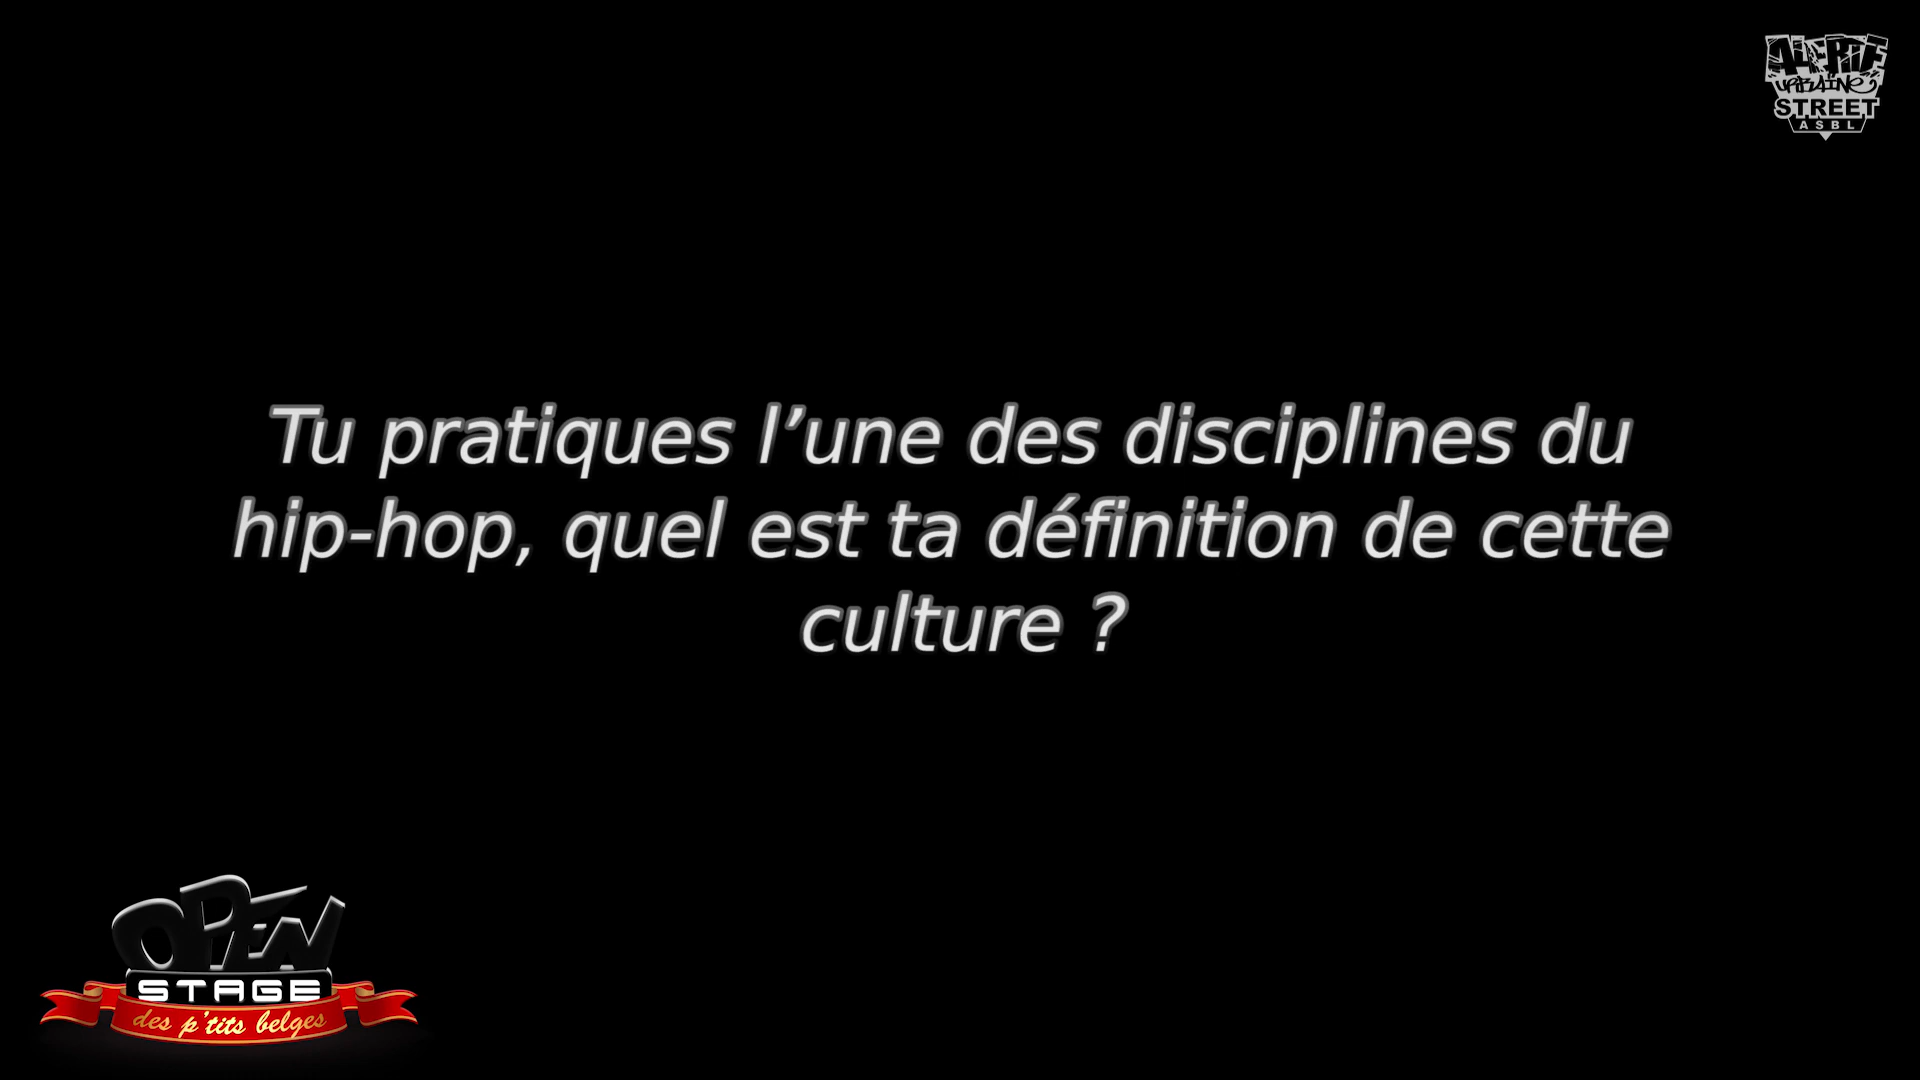 URBAINE
STREET
ASBL
Tu pratiques l’une des disciplines du
hip-hop, quel est ta définition de cette
culture ?
OPEN
STAGE
des p'tits belges